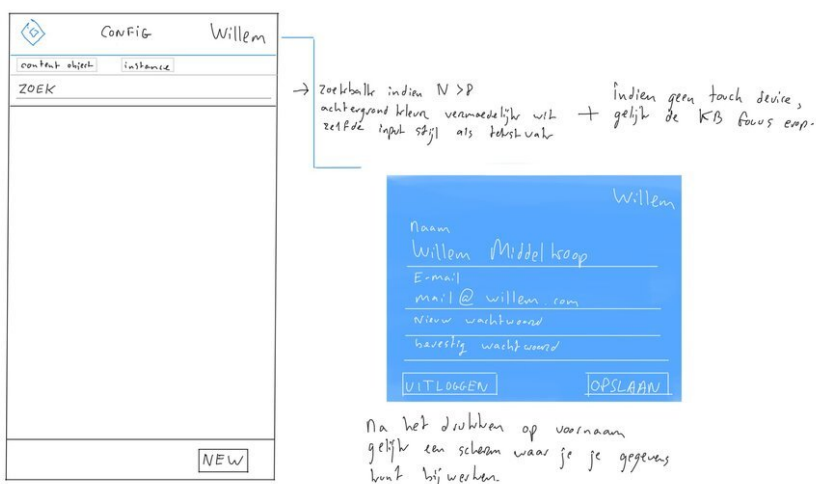 CONFIG
Willem
content object
instance
ZOEK
→ zoekbalk indien N > P
achtergrond kleur vermoedelijk wit
zelfde input stijl als tekstvak
+
indien geen touch device,
gelijk de KB focus erop.
Willem
Naam
Willem Middelkoop
E-mail
mail@willem.com
Nieuw wachtwoord
bevestig wachtwoord
UITLOGGEN
OPSLAAN
NEW
Na het drukken op voornaam
gelijk een scherm waar je je gegevens
kunt bijwerken.